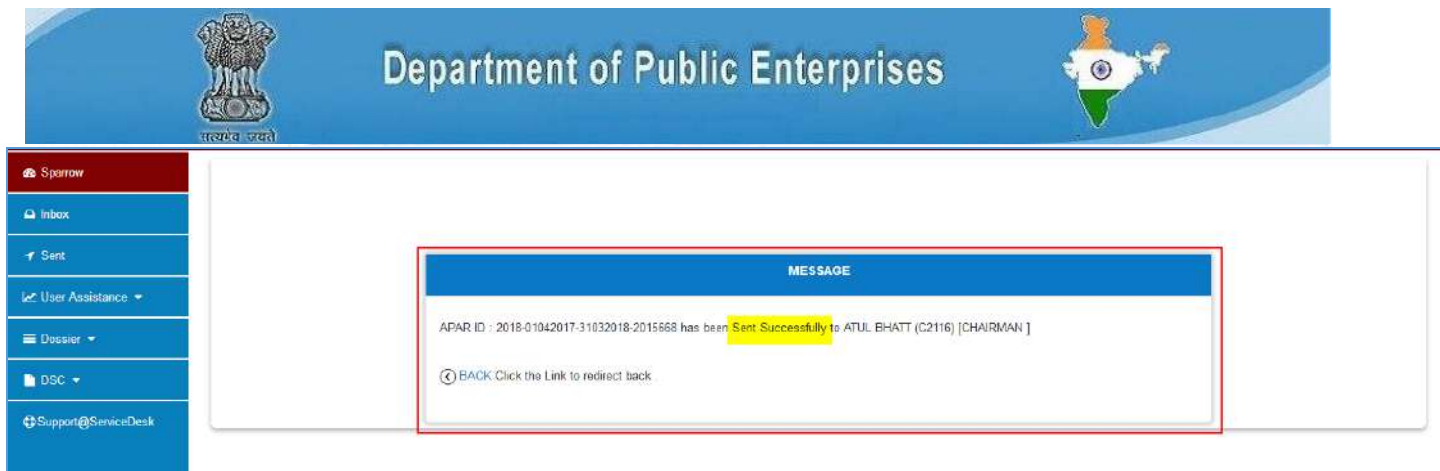 सत्यमेव जयते
Department of Public Enterprises
Sparrow
Inbox
Sent
User Assistance
Dossier
DSC
Support@ServiceDesk
MESSAGE
APAR ID : 2018-01042017-31032018-2015668 has been Sent Successfully to ATUL BHATT (C2116) [CHAIRMAN ]
BACK Click the Link to redirect back